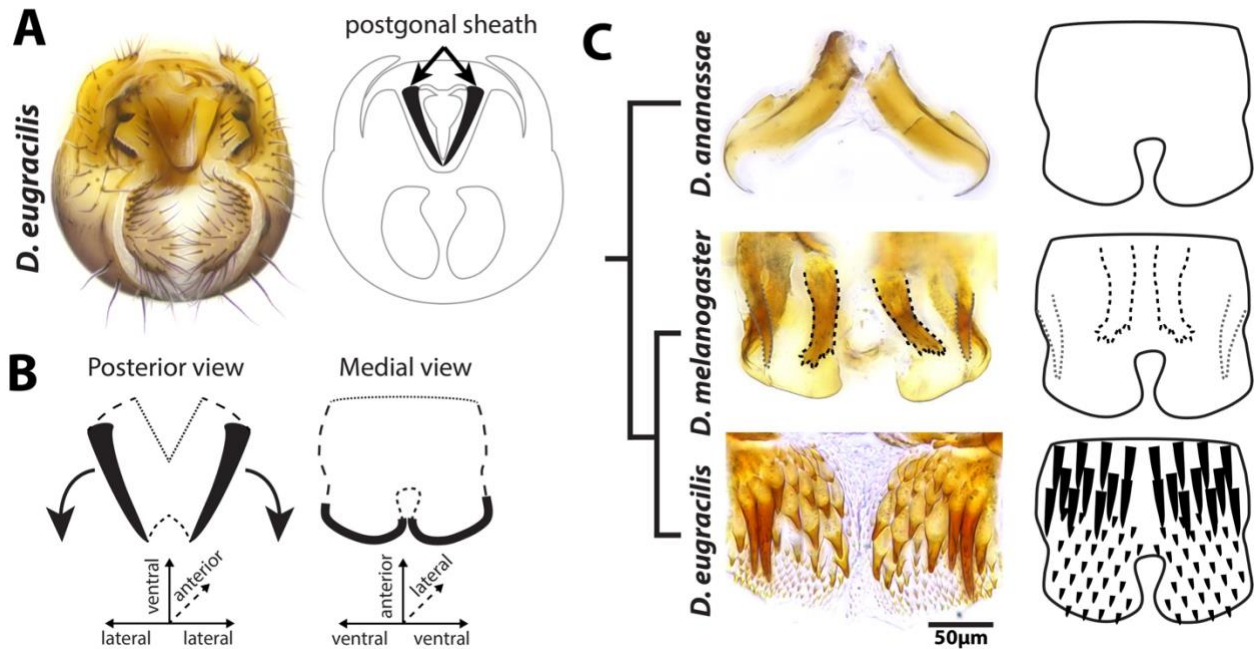 A
postgonal sheath
D. eugracilis
B
Posterior view
Medial view
ventral
anterior
lateral
lateral
anterior
lateral
ventral
ventral
C
D. ananassae
D. melanogaster
D. eugracilis
50µm